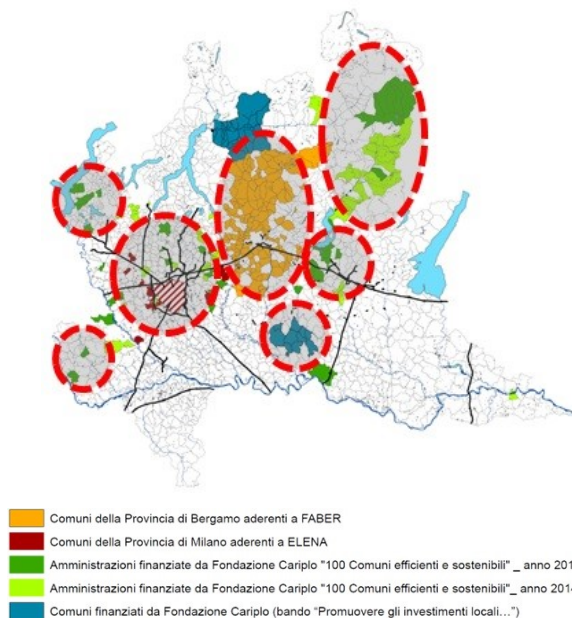 Comuni della Provincia di Bergamo aderenti a FABER
Comuni della Provincia di Milano aderenti a ELENA
Amministrazioni finanziate da Fondazione Cariplo "100 Comuni efficienti e sostenibili"_ anno
Amministrazioni finanziate da Fondazione Cariplo "100 Comuni efficienti e sostenibili"_ anno 2014
Comuni finanziati da Fondazione Cariplo (bando "Promuovere gli investimenti locali…")